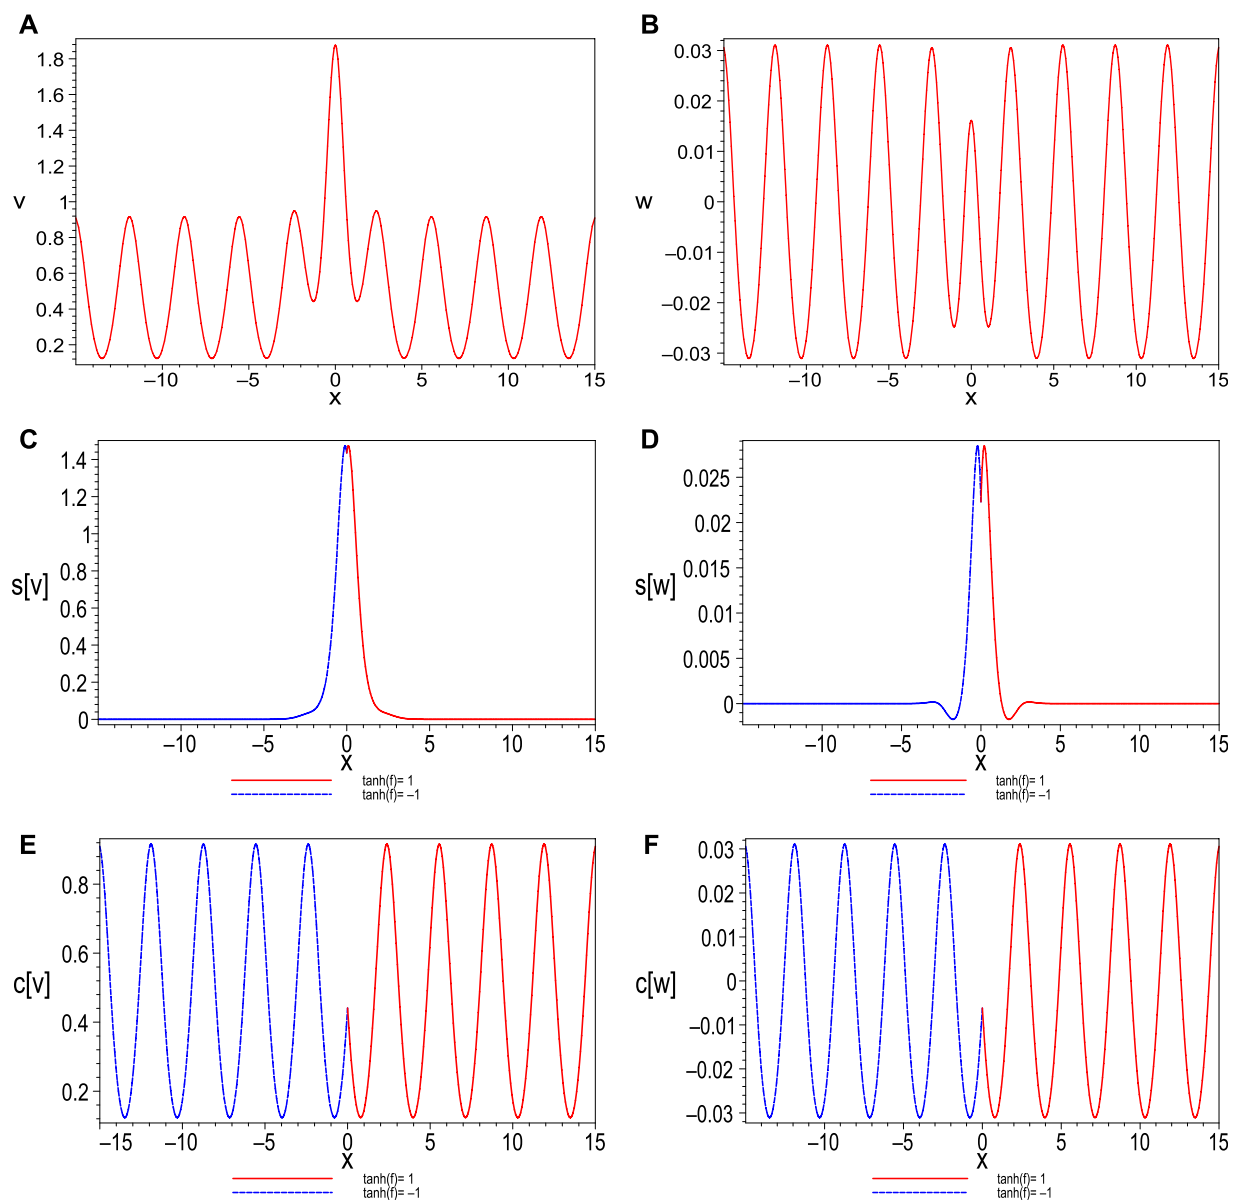 A
1.8
1.6
1.4
1.2
v 1
0.8
0.6
0.4
0.2
–10 –5 0 5 10 15
x
B
0.03
0.02
0.01
w 0
–0.01
–0.02
–0.03
–10 –5 0 5 10 15
x
C
1.4
1.2
1
0.8
s[v]
0.6
0.4
0.2
0
–10 –5 0 5 10 15
x
tanh(f)= 1
tanh(f)= –1
D
0.025
0.02
0.015
s[w]
0.01
0.005
0
–10 –5 0 5 10 15
x
tanh(f)= 1
tanh(f)= –1
E
0.8
0.6
c[v]
0.4
0.2
–15 –10 –5 0 5 10 15
x
tanh(f)= 1
tanh(f)= –1
F
0.03
0.02
0.01
c[w] 0
–0.01
–0.02
–0.03
–10 –5 0 5 10 15
x
tanh(f)= 1
tanh(f)= –1